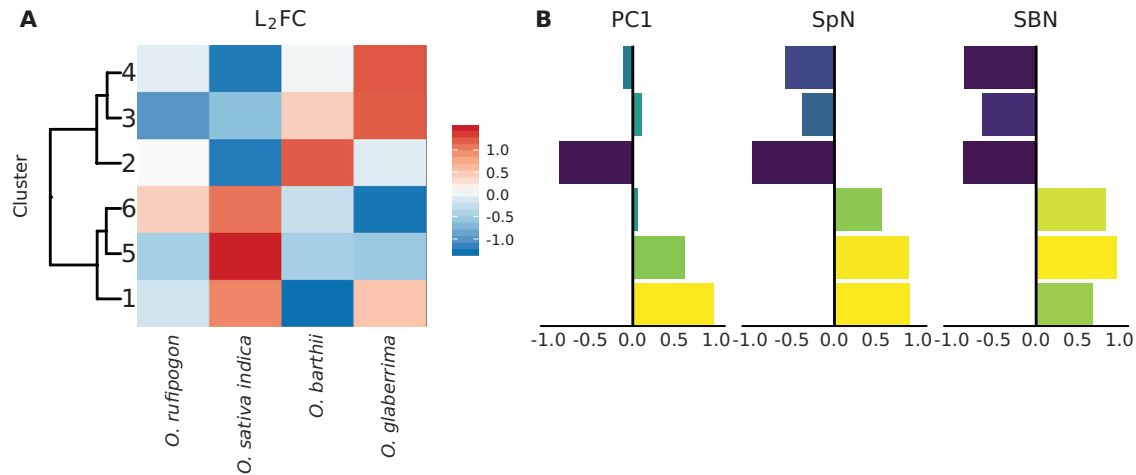 A
L₂FC
B
PC1
SpN
SBN
Cluster
4
3
2
6
5
1
1.0
0.5
0.0
-0.5
-1.0
O. rufipogon
O. sativa indica
O. barthii
O. glaberrima
-1.0 -0.5 0.0 0.5 1.0
-1.0 -0.5 0.0 0.5 1.0
-1.0 -0.5 0.0 0.5 1.0